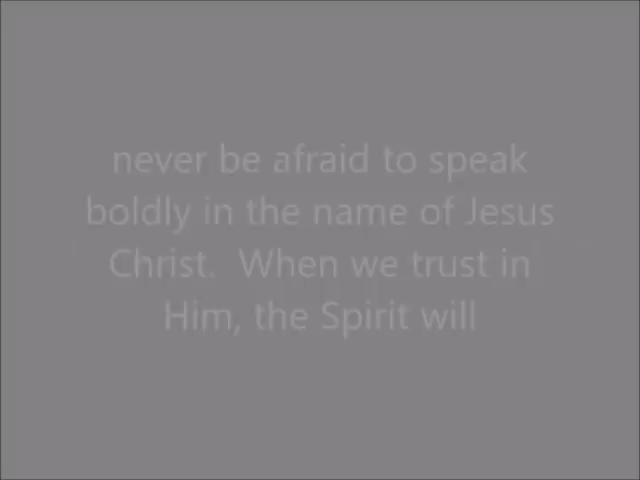 never be afraid to speak
boldly in the name of Jesus
Christ.  When we trust in
Him, the Spirit will